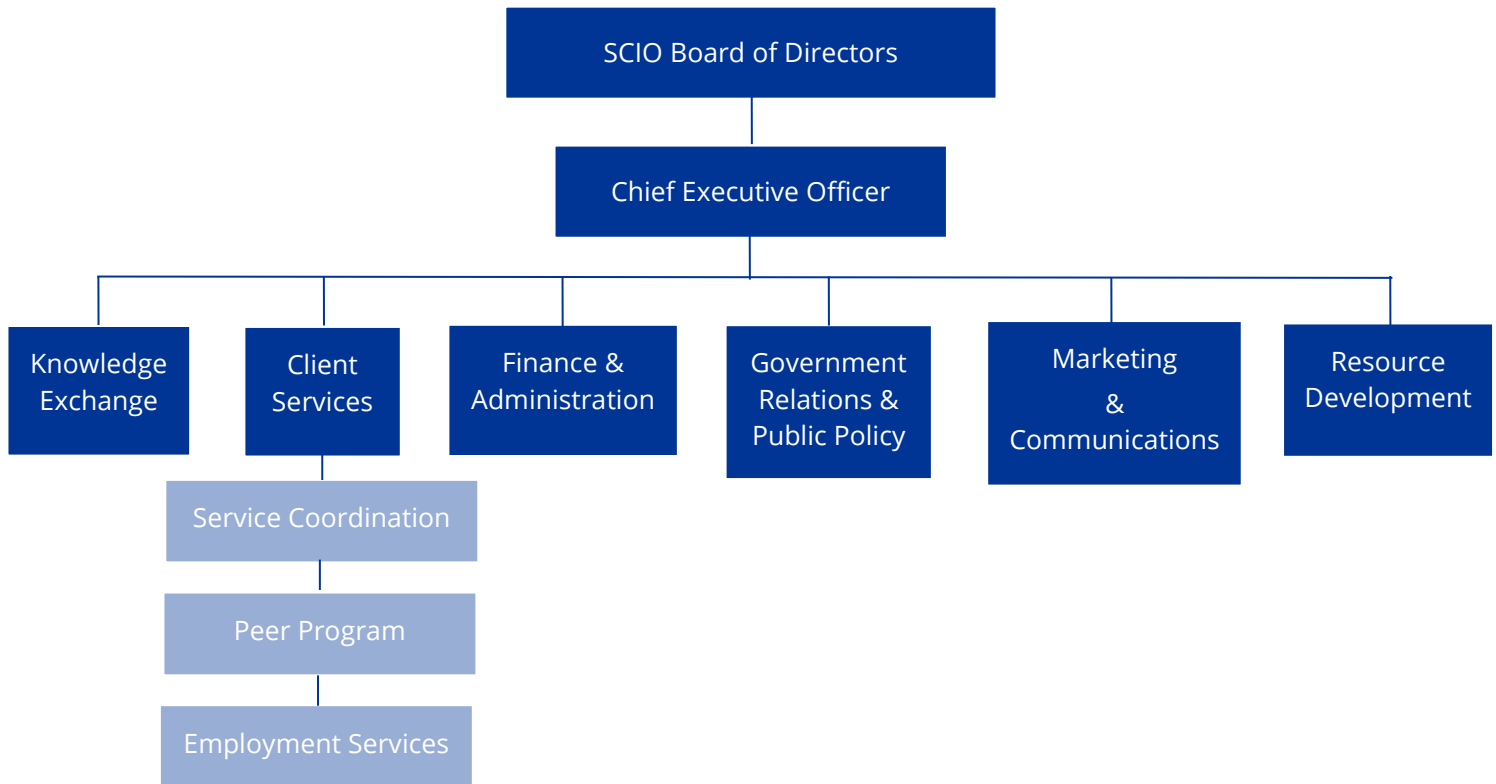 SCIO Board of Directors
Chief Executive Officer
Knowledge
Exchange
Client
Services
Finance &
Administration
Government
Relations &
Public Policy
Marketing
&
Communications
Resource
Development
Service Coordination
Peer Program
Employment Services